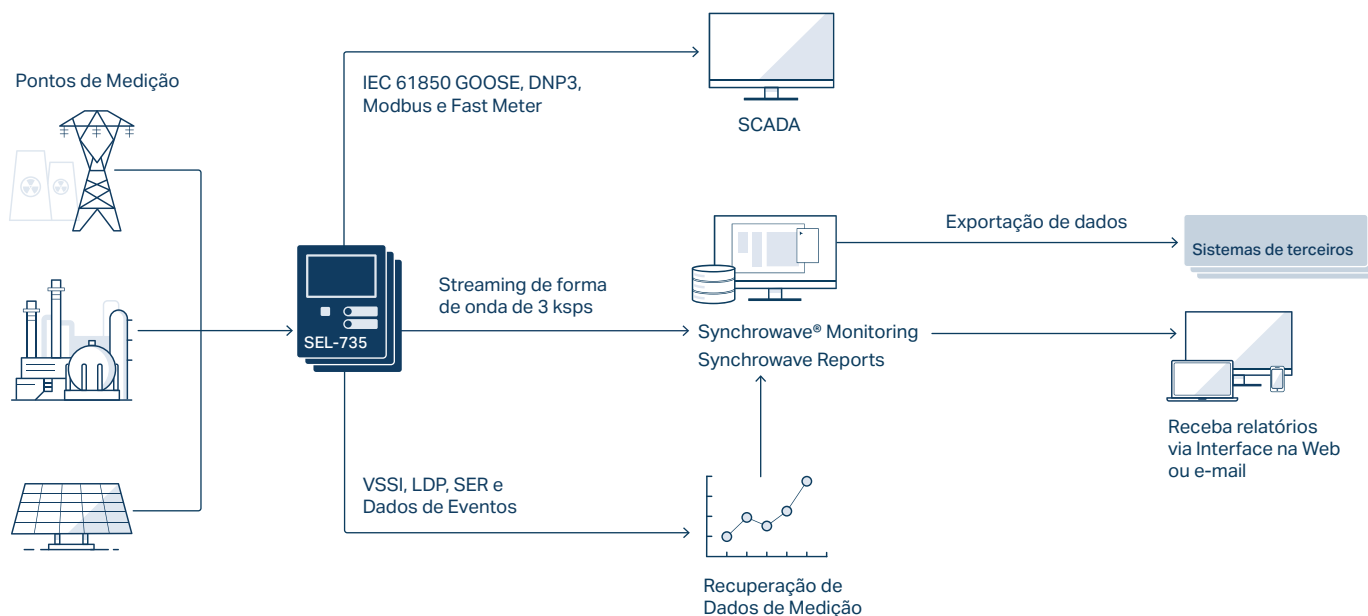 Pontos de Medição
IEC 61850 GOOSE, DNP3,
Modbus e Fast Meter
SCADA
SEL-735
Streaming de forma
de onda de 3 ksps
Synchrowave® Monitoring
Synchrowave Reports
Exportação de dados
Sistemas de terceiros
Receba relatórios
via Interface na Web
ou e-mail
VSSI, LDP, SER e
Dados de Eventos
Recuperação de
Dados de Medição